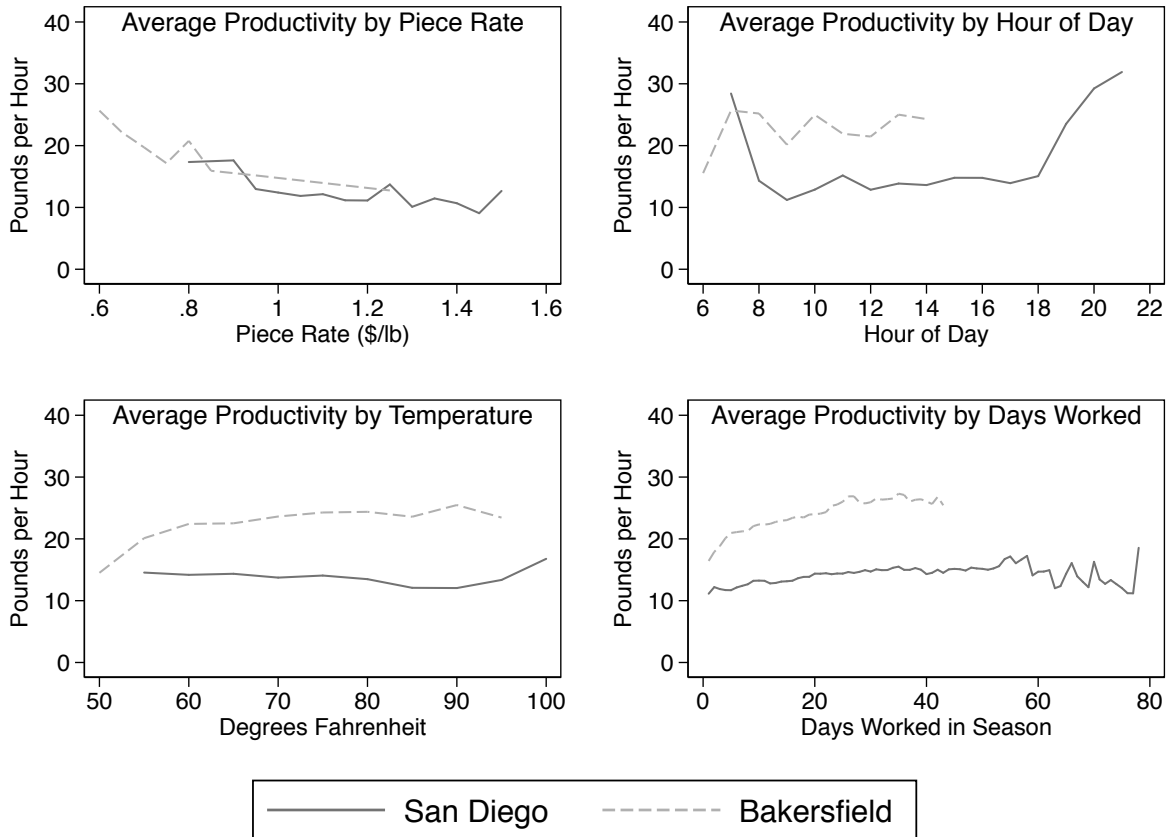 Average Productivity by Piece Rate
Pounds per Hour
40
30
20
10
0
.6 .8 1 1.2 1.4 1.6
Piece Rate ($/lb)
Average Productivity by Hour of Day
Pounds per Hour
40
30
20
10
0
6 8 10 12 14 16 18 20 22
Hour of Day
Average Productivity by Temperature
Pounds per Hour
40
30
20
10
0
50 60 70 80 90 100
Degrees Fahrenheit
Average Productivity by Days Worked
Pounds per Hour
40
30
20
10
0
0 20 40 60 80
Days Worked in Season
San Diego Bakersfield